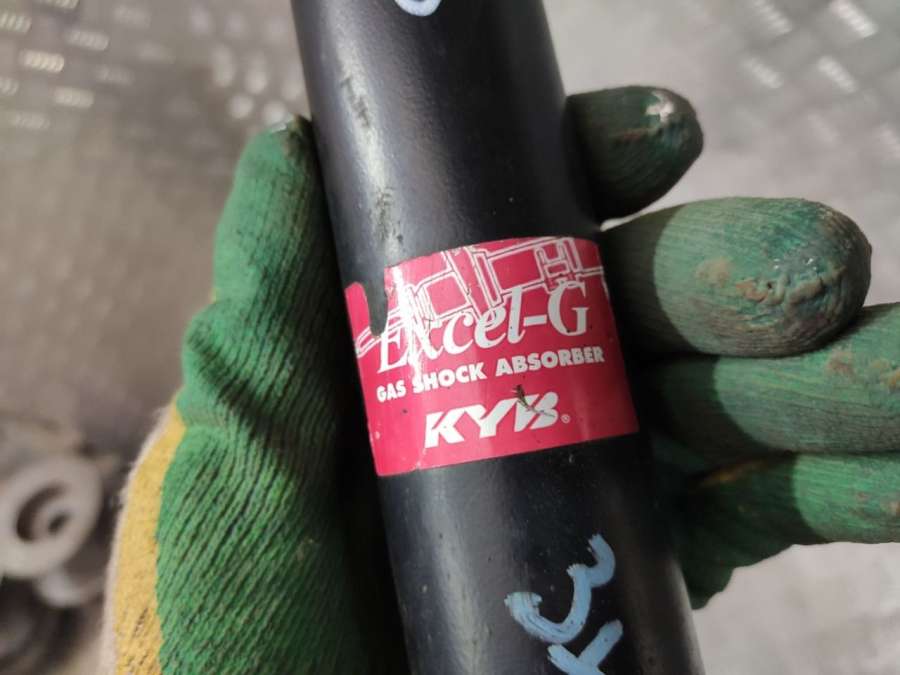 Excel-G
GAS SHOCK ABSORBER
KYB®